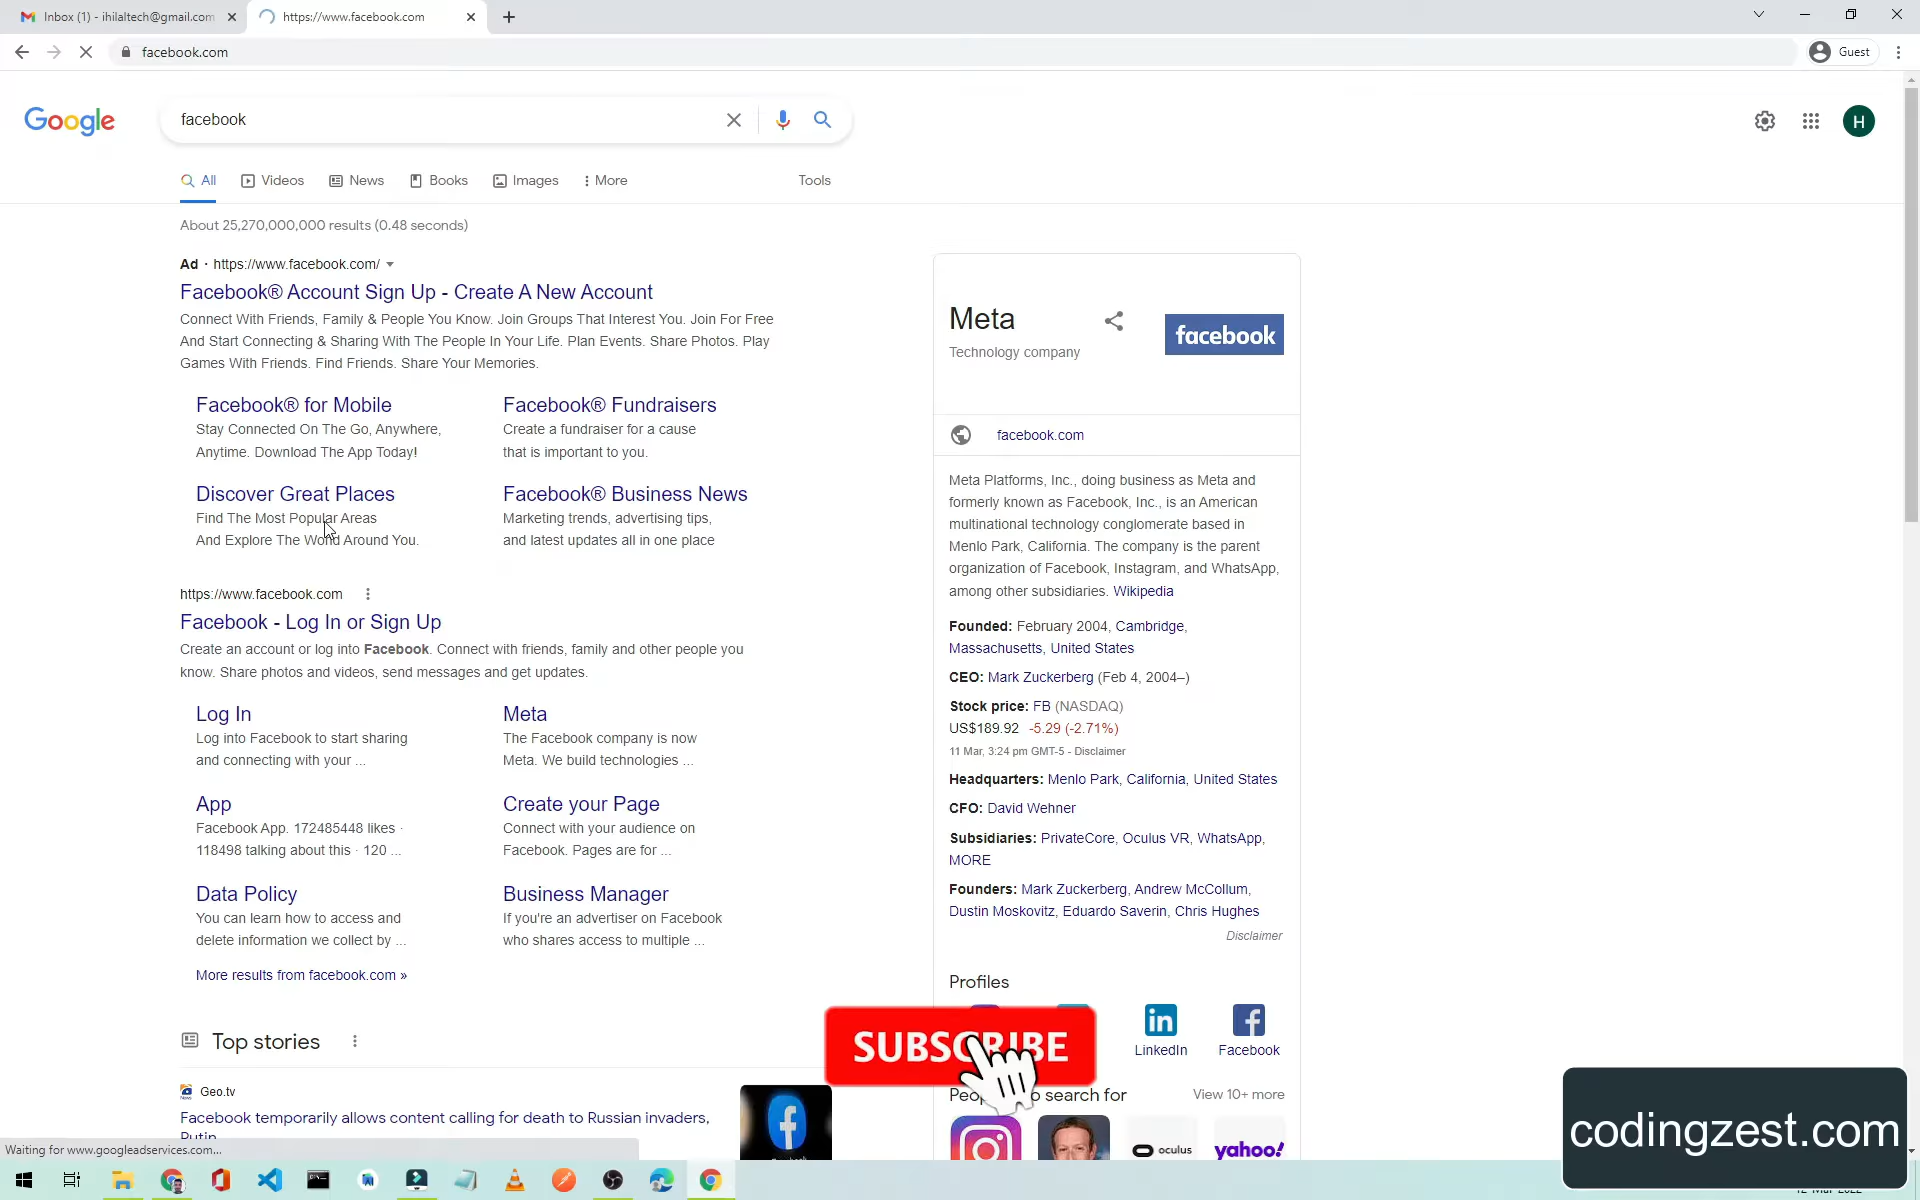 Inbox (1) - ihilaltech@gmail.com
https://www.facebook.com
facebook.com
Guest
Google
facebook
H
All
Videos
News
Books
Images
More
Tools
About 25,270,000,000 results (0.48 seconds)
Ad · https://www.facebook.com/
Facebook® Account Sign Up - Create A New Account
Connect With Friends, Family & People You Know. Join Groups That Interest You. Join For Free
And Start Connecting & Sharing With The People In Your Life. Plan Events. Share Photos. Play
Games With Friends. Find Friends. Share Your Memories.
Facebook® for Mobile
Stay Connected On The Go, Anywhere,
Anytime. Download The App Today!
Facebook® Fundraisers
Create a fundraiser for a cause
that is important to you.
Discover Great Places
Find The Most Popular Areas
And Explore The World Around You.
Facebook® Business News
Marketing trends, advertising tips,
and latest updates all in one place
https://www.facebook.com
Facebook - Log In or Sign Up
Create an account or log into Facebook. Connect with friends, family and other people you
know. Share photos and videos, send messages and get updates.
Log In
Log into Facebook to start sharing
and connecting with your ...
Meta
The Facebook company is now
Meta. We build technologies ...
App
Facebook App. 172485448 likes ·
118498 talking about this · 120 ...
Create your Page
Connect with your audience on
Facebook. Pages are for ...
Data Policy
You can learn how to access and
delete information we collect by ...
Business Manager
If you're an advertiser on Facebook
who shares access to multiple ...
More results from facebook.com »
Top stories
Geo.tv
Facebook temporarily allows content calling for death to Russian invaders,
Putin
Waiting for www.googleadservices.com...
Meta
Technology company
facebook
facebook.com
Meta Platforms, Inc., doing business as Meta and
formerly known as Facebook, Inc., is an American
multinational technology conglomerate based in
Menlo Park, California. The company is the parent
organization of Facebook, Instagram, and WhatsApp,
among other subsidiaries. Wikipedia
Founded: February 2004, Cambridge,
Massachusetts, United States
CEO: Mark Zuckerberg (Feb 4, 2004–)
Stock price: FB (NASDAQ)
US$189.92 -5.29 (-2.71%)
11 Mar, 3:24 pm GMT-5 - Disclaimer
Headquarters: Menlo Park, California, United States
CFO: David Wehner
Subsidiaries: PrivateCore, Oculus VR, WhatsApp,
MORE
Founders: Mark Zuckerberg, Andrew McCollum,
Dustin Moskovitz, Eduardo Saverin, Chris Hughes
Disclaimer
Profiles
LinkedIn
Facebook
SUBSCRIBE
search for
View 10+ more
oculus
yahoo!
codingzest.com